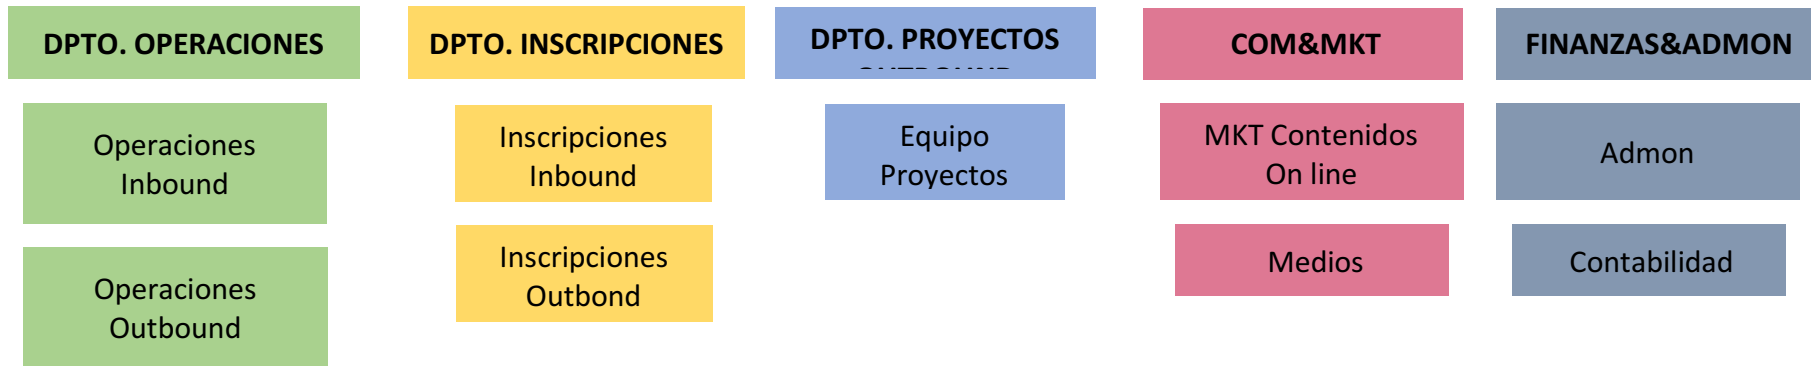 DPTO. OPERACIONES
Operaciones
Inbound
Operaciones
Outbound
DPTO. INSCRIPCIONES
Inscripciones
Inbound
Inscripciones
Outbond
DPTO. PROYECTOS
Equipo
Proyectos
COM&MKT
MKT Contenidos
On line
Medios
FINANZAS&ADMON
Admon
Contabilidad